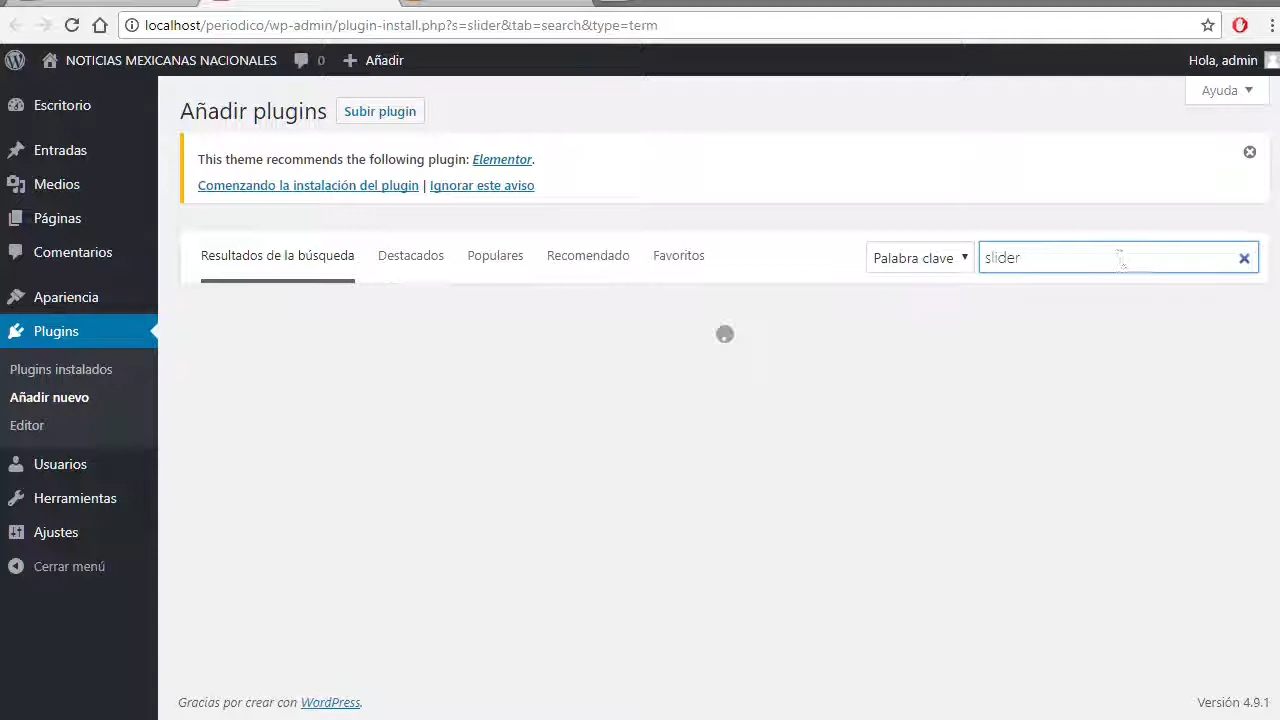 localhost/periodico/wp-admin/plugin-install.php?s=slider&tab=search&type=term
NOTICIAS MEXICANAS NACIONALES 0 Añadir Hola, admin
Ayuda
Escritorio
Entradas
Medios
Páginas
Comentarios
Apariencia
Plugins
Plugins instalados
Añadir nuevo
Editor
Usuarios
Herramientas
Ajustes
Cerrar menú
Añadir plugins Subir plugin
This theme recommends the following plugin: Elementor.
Comenzando la instalación del plugin | Ignorar este aviso
Resultados de la búsqueda Destacados Populares Recomendado Favoritos Palabra clave slider
Gracias por crear con WordPress. Versión 4.9.1